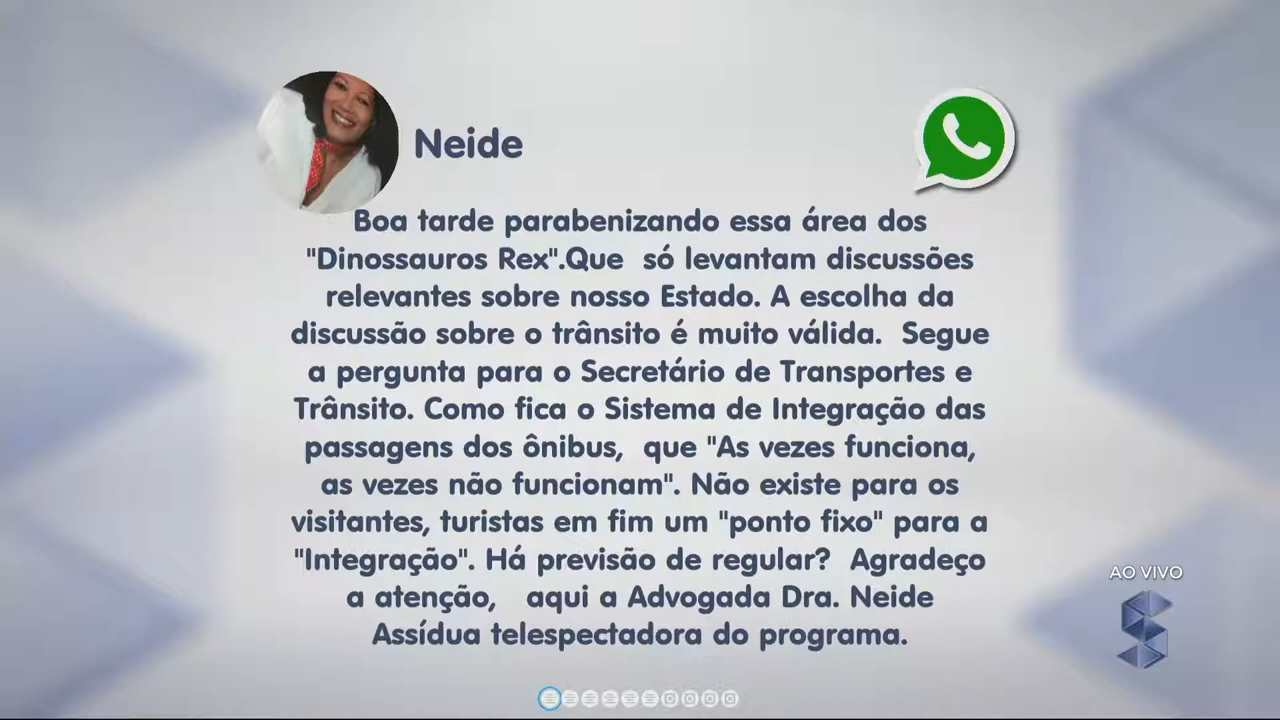 Neide
Boa tarde parabenizando essa área dos
"Dinossauros Rex".Que  só levantam discussões
relevantes sobre nosso Estado. A escolha da
discussão sobre o trânsito é muito válida.  Segue
a pergunta para o Secretário de Transportes e
Trânsito. Como fica o Sistema de Integração das
passagens dos ônibus,  que "As vezes funciona,
as vezes não funcionam". Não existe para os
visitantes, turistas em fim um "ponto fixo" para a
"Integração". Há previsão de regular?  Agradeço
a atenção,   aqui a Advogada Dra. Neide
Assídua telespectadora do programa.
AO VIVO